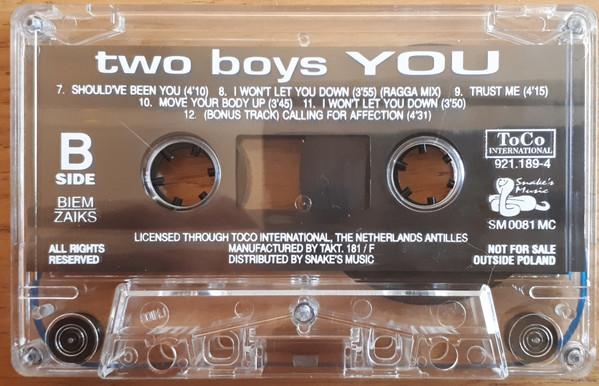 two boys YOU
7. SHOULD'VE BEEN YOU (4'10) 8. I WON'T LET YOU DOWN (3'55) (RAGGA MIX) 9. TRUST ME (4'15)
10. MOVE YOUR BODY UP (3'45) 11. I WON'T LET YOU DOWN (3'50)
12. (BONUS TRACK) CALLING FOR AFFECTION (4'31)
B
SIDE
BIEM
ZAIKS
ALL RIGHTS
RESERVED
ToCo
INTERNATIONAL
921.189-4
Snake's
Music
SM 0081 MC
NOT FOR SALE
OUTSIDE POLAND
LICENSED THROUGH TOCO INTERNATIONAL, THE NETHERLANDS ANTILLES
MANUFACTURED BY TAKT. 181 / F
DISTRIBUTED BY SNAKE'S MUSIC